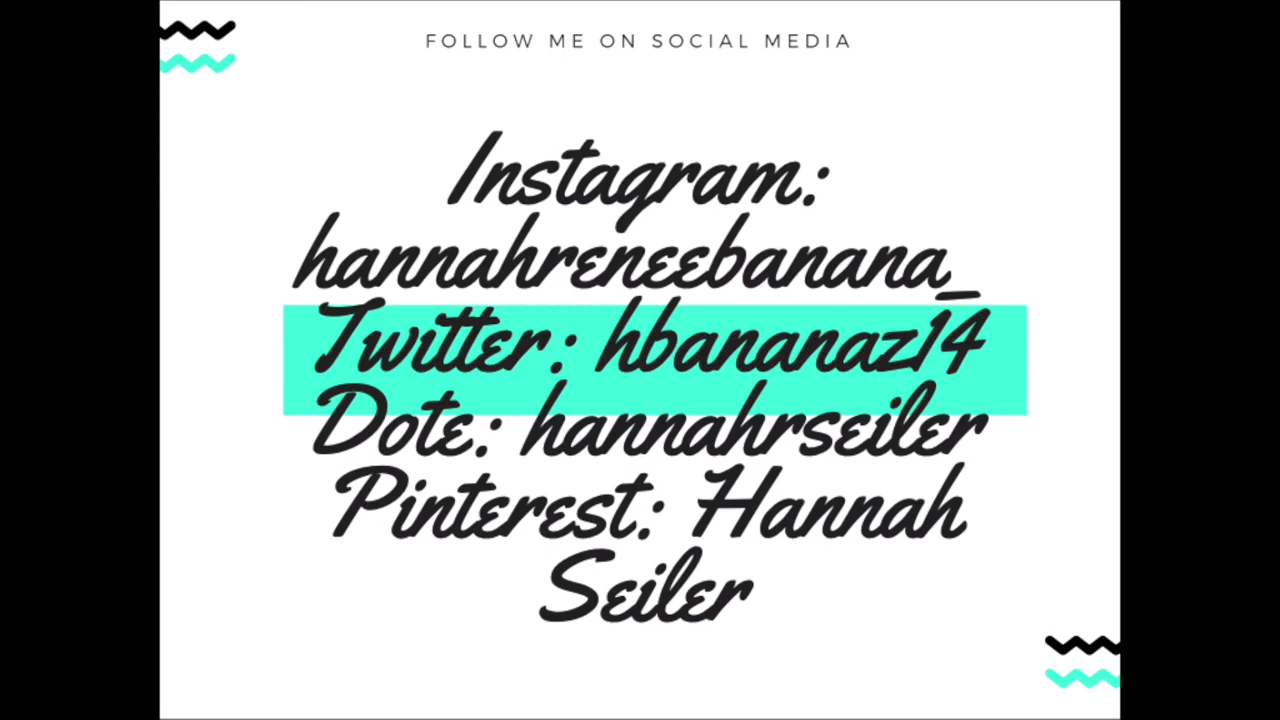 FOLLOW ME ON SOCIAL MEDIA
Instagram:
hannahreneebanana_
Twitter: hbananaz14
Dote: hannahrseiler
Pinterest: Hannah
Seiler